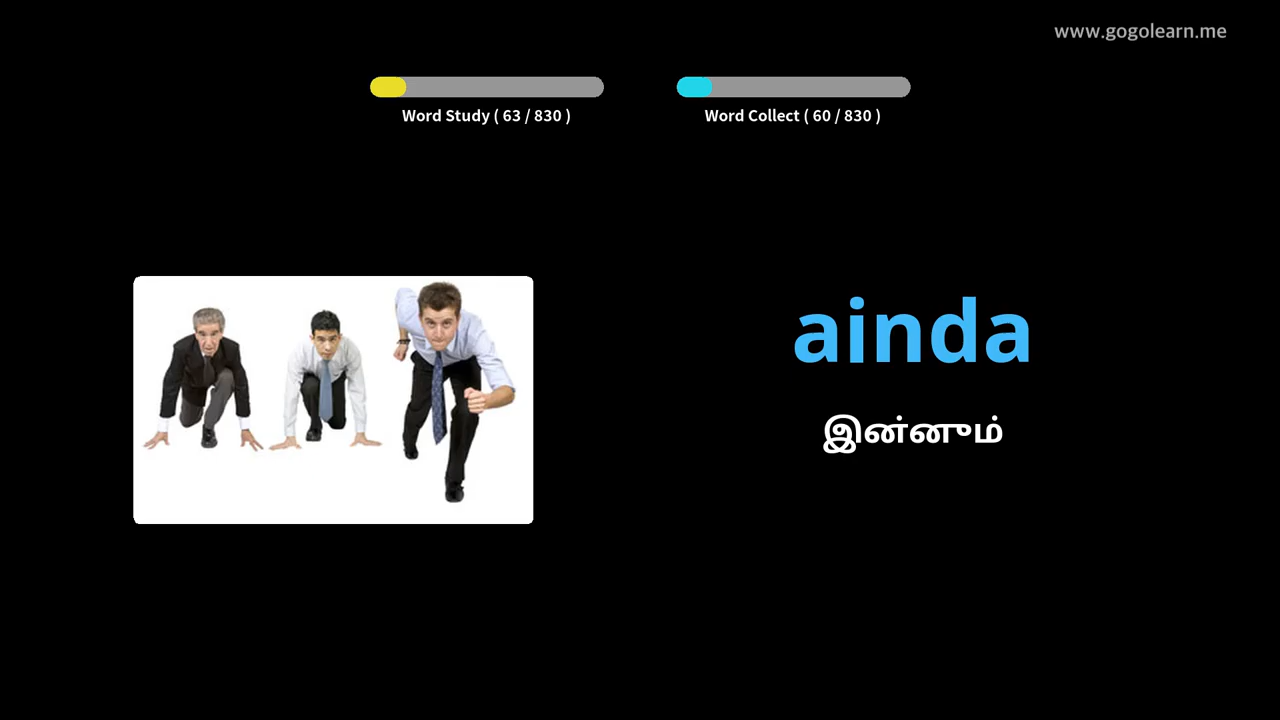 www.gogolearn.me
Word Study ( 63 / 830 )
Word Collect ( 60 / 830 )
ainda
இன்னும்